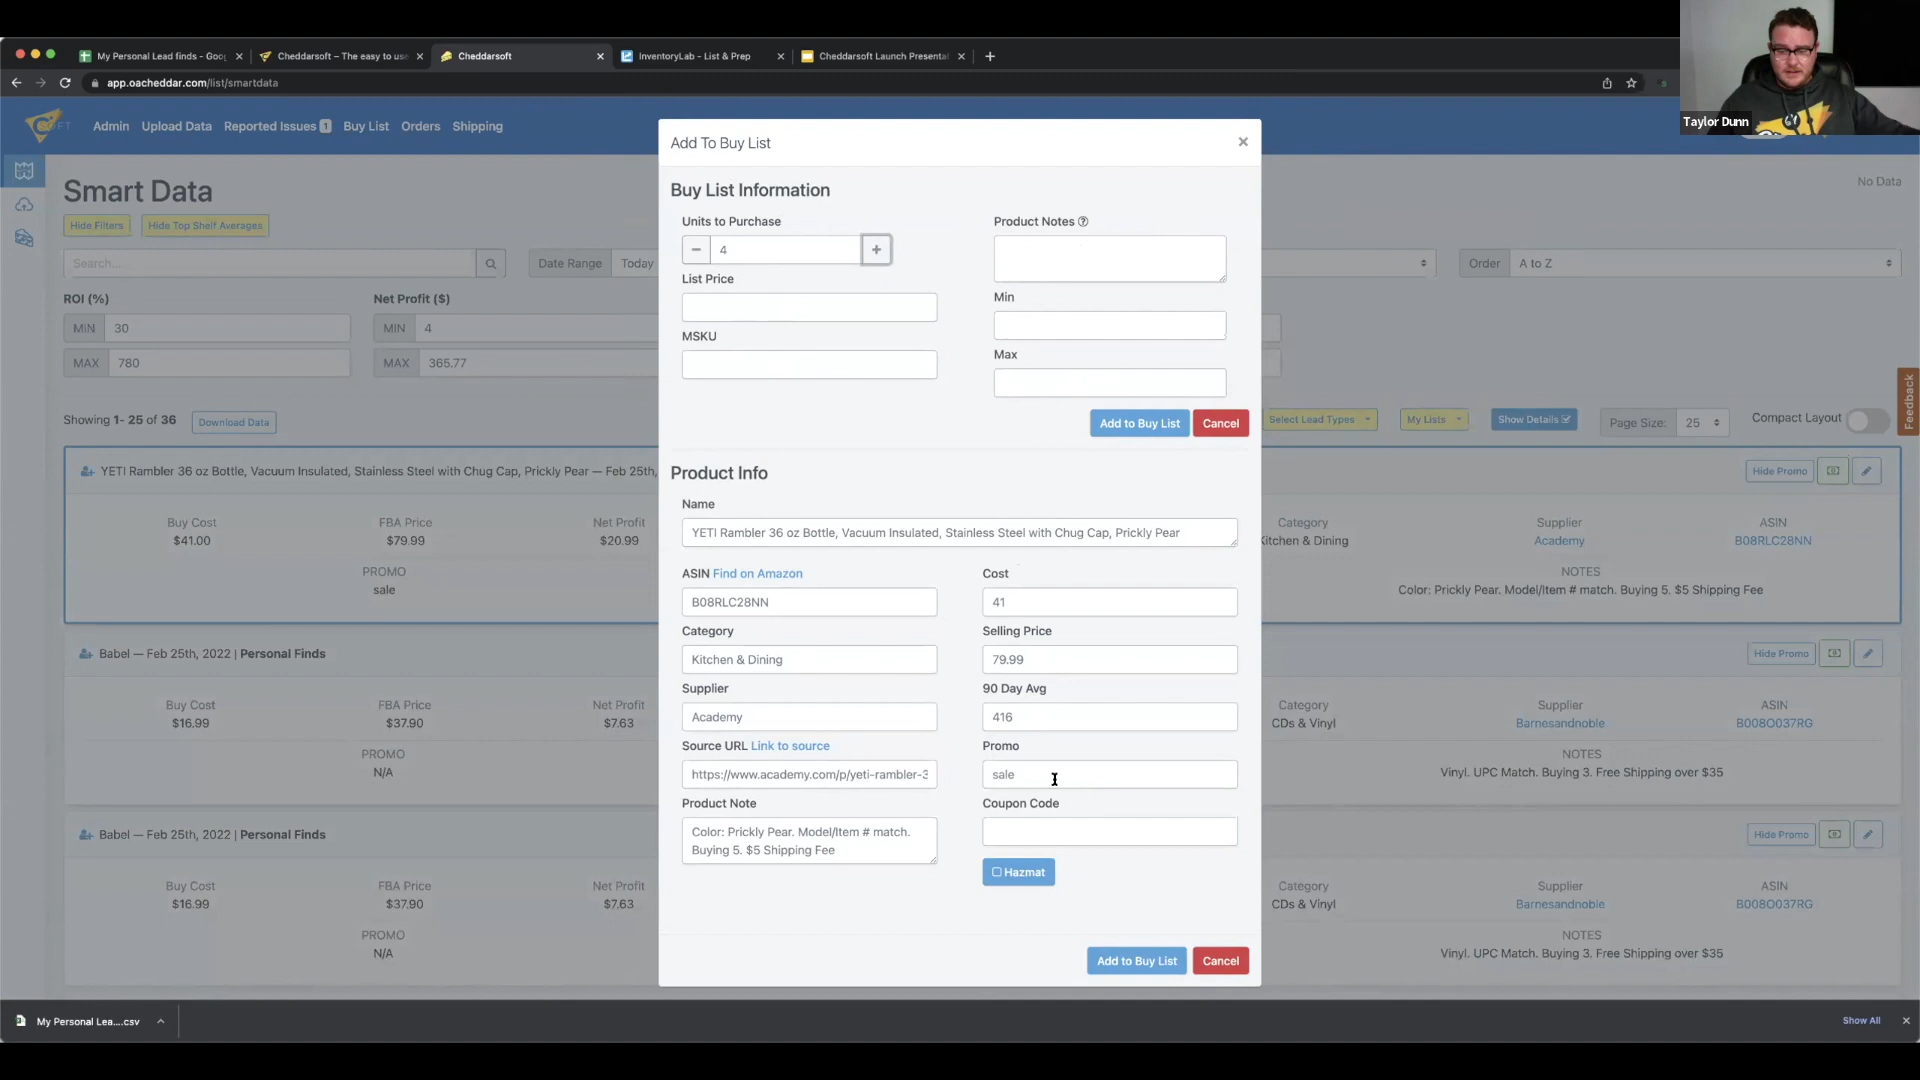 My Personal Lead finds - Goog
Cheddarsoft – The easy to use
Cheddarsoft
InventoryLab - List & Prep
Cheddarsoft Launch Presentat
app.oacheddar.com/list/smartdata
Taylor Dunn
Admin
Upload Data
Reported Issues 1
Buy List
Orders
Shipping
Smart Data
No Data
Hide Filters
Hide Top Shelf Averages
Search...
Date Range
Today
Order
A to Z
ROI (%)
Net Profit ($)
MIN 30
MIN 4
MAX 780
MAX 365.77
Showing 1- 25 of 36
Download Data
Select Lead Types
My Lists
Show Details
Page Size: 25
Compact Layout
Feedback
Add To Buy List
Buy List Information
Units to Purchase
4
Product Notes
List Price
Min
MSKU
Max
Add to Buy List
Cancel
Product Info
Name
YETI Rambler 36 oz Bottle, Vacuum Insulated, Stainless Steel with Chug Cap, Prickly Pear
ASIN Find on Amazon
B08RLC28NN
Cost
41
Category
Kitchen & Dining
Selling Price
79.99
Supplier
Academy
90 Day Avg
416
Source URL Link to source
https://www.academy.com/p/yeti-rambler-3
Promo
sale
Product Note
Color: Prickly Pear. Model/Item # match.
Buying 5. $5 Shipping Fee
Coupon Code
Hazmat
Add to Buy List
Cancel
YETI Rambler 36 oz Bottle, Vacuum Insulated, Stainless Steel with Chug Cap, Prickly Pear — Feb 25th,
Hide Promo
Buy Cost
$41.00
FBA Price
$79.99
Net Profit
$20.99
Category
Kitchen & Dining
Supplier
Academy
ASIN
B08RLC28NN
PROMO
sale
NOTES
Color: Prickly Pear. Model/Item # match. Buying 5. $5 Shipping Fee
Babel — Feb 25th, 2022 | Personal Finds
Hide Promo
Buy Cost
$16.99
FBA Price
$37.90
Net Profit
$7.63
Category
CDs & Vinyl
Supplier
Barnesandnoble
ASIN
B008O037RG
PROMO
N/A
NOTES
Vinyl. UPC Match. Buying 3. Free Shipping over $35
Babel — Feb 25th, 2022 | Personal Finds
Hide Promo
Buy Cost
$16.99
FBA Price
$37.90
Net Profit
$7.63
Category
CDs & Vinyl
Supplier
Barnesandnoble
ASIN
B008O037RG
PROMO
N/A
NOTES
Vinyl. UPC Match. Buying 3. Free Shipping over $35
My Personal Lea....csv
Show All